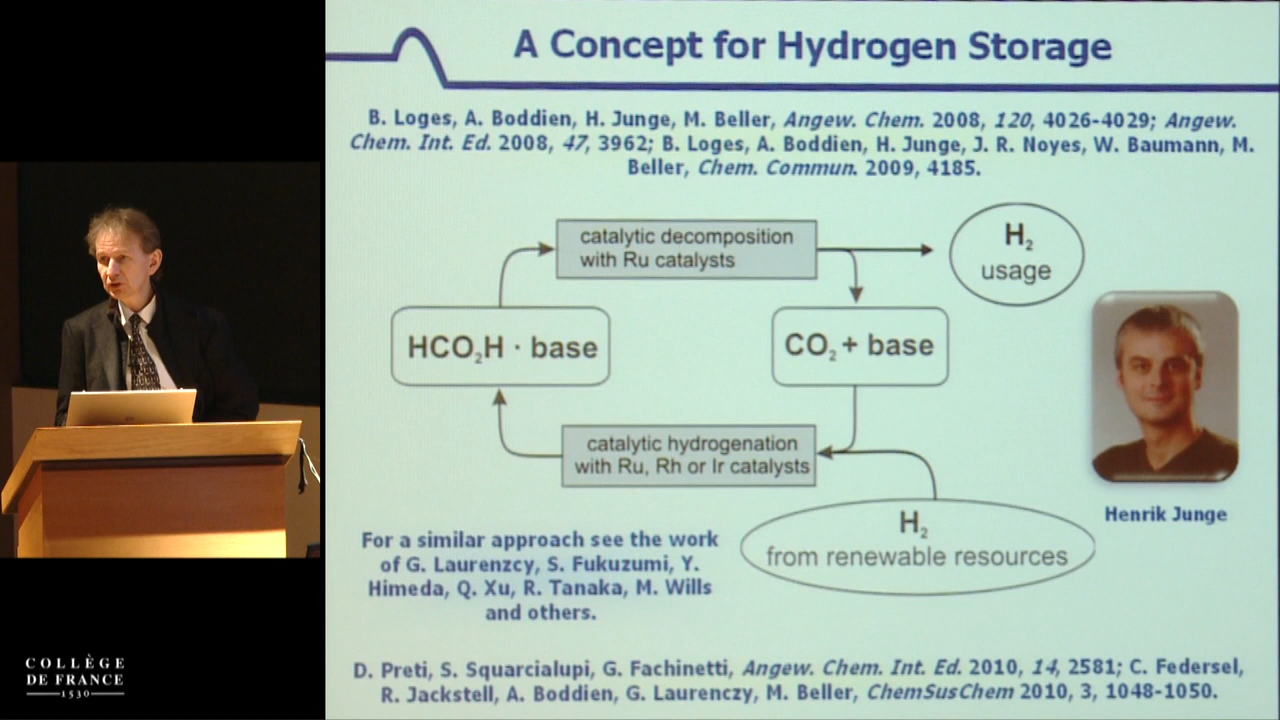 A Concept for Hydrogen Storage
B. Loges, A. Boddien, H. Junge, M. Beller, Angew. Chem. 2008, 120, 4026-4029; Angew.
Chem. Int. Ed. 2008, 47, 3962; B. Loges, A. Boddien, H. Junge, J. R. Noyes, W. Baumann, M.
Beller, Chem. Commun. 2009, 4185.
catalytic decomposition
with Ru catalysts
H₂
usage
HCO₂H · base
CO₂ + base
catalytic hydrogenation
with Ru, Rh or Ir catalysts
H₂
from renewable resources
Henrik Junge
For a similar approach see the work
of G. Laurenzcy, S. Fukuzumi, Y.
Himeda, Q. Xu, R. Tanaka, M. Wills
and others.
D. Preti, S. Squarcialupi, G. Fachinetti, Angew. Chem. Int. Ed. 2010, 14, 2581; C. Federsel,
R. Jackstell, A. Boddien, G. Laurenczy, M. Beller, ChemSusChem 2010, 3, 1048-1050.
COLLÈGE
DE FRANCE
1530